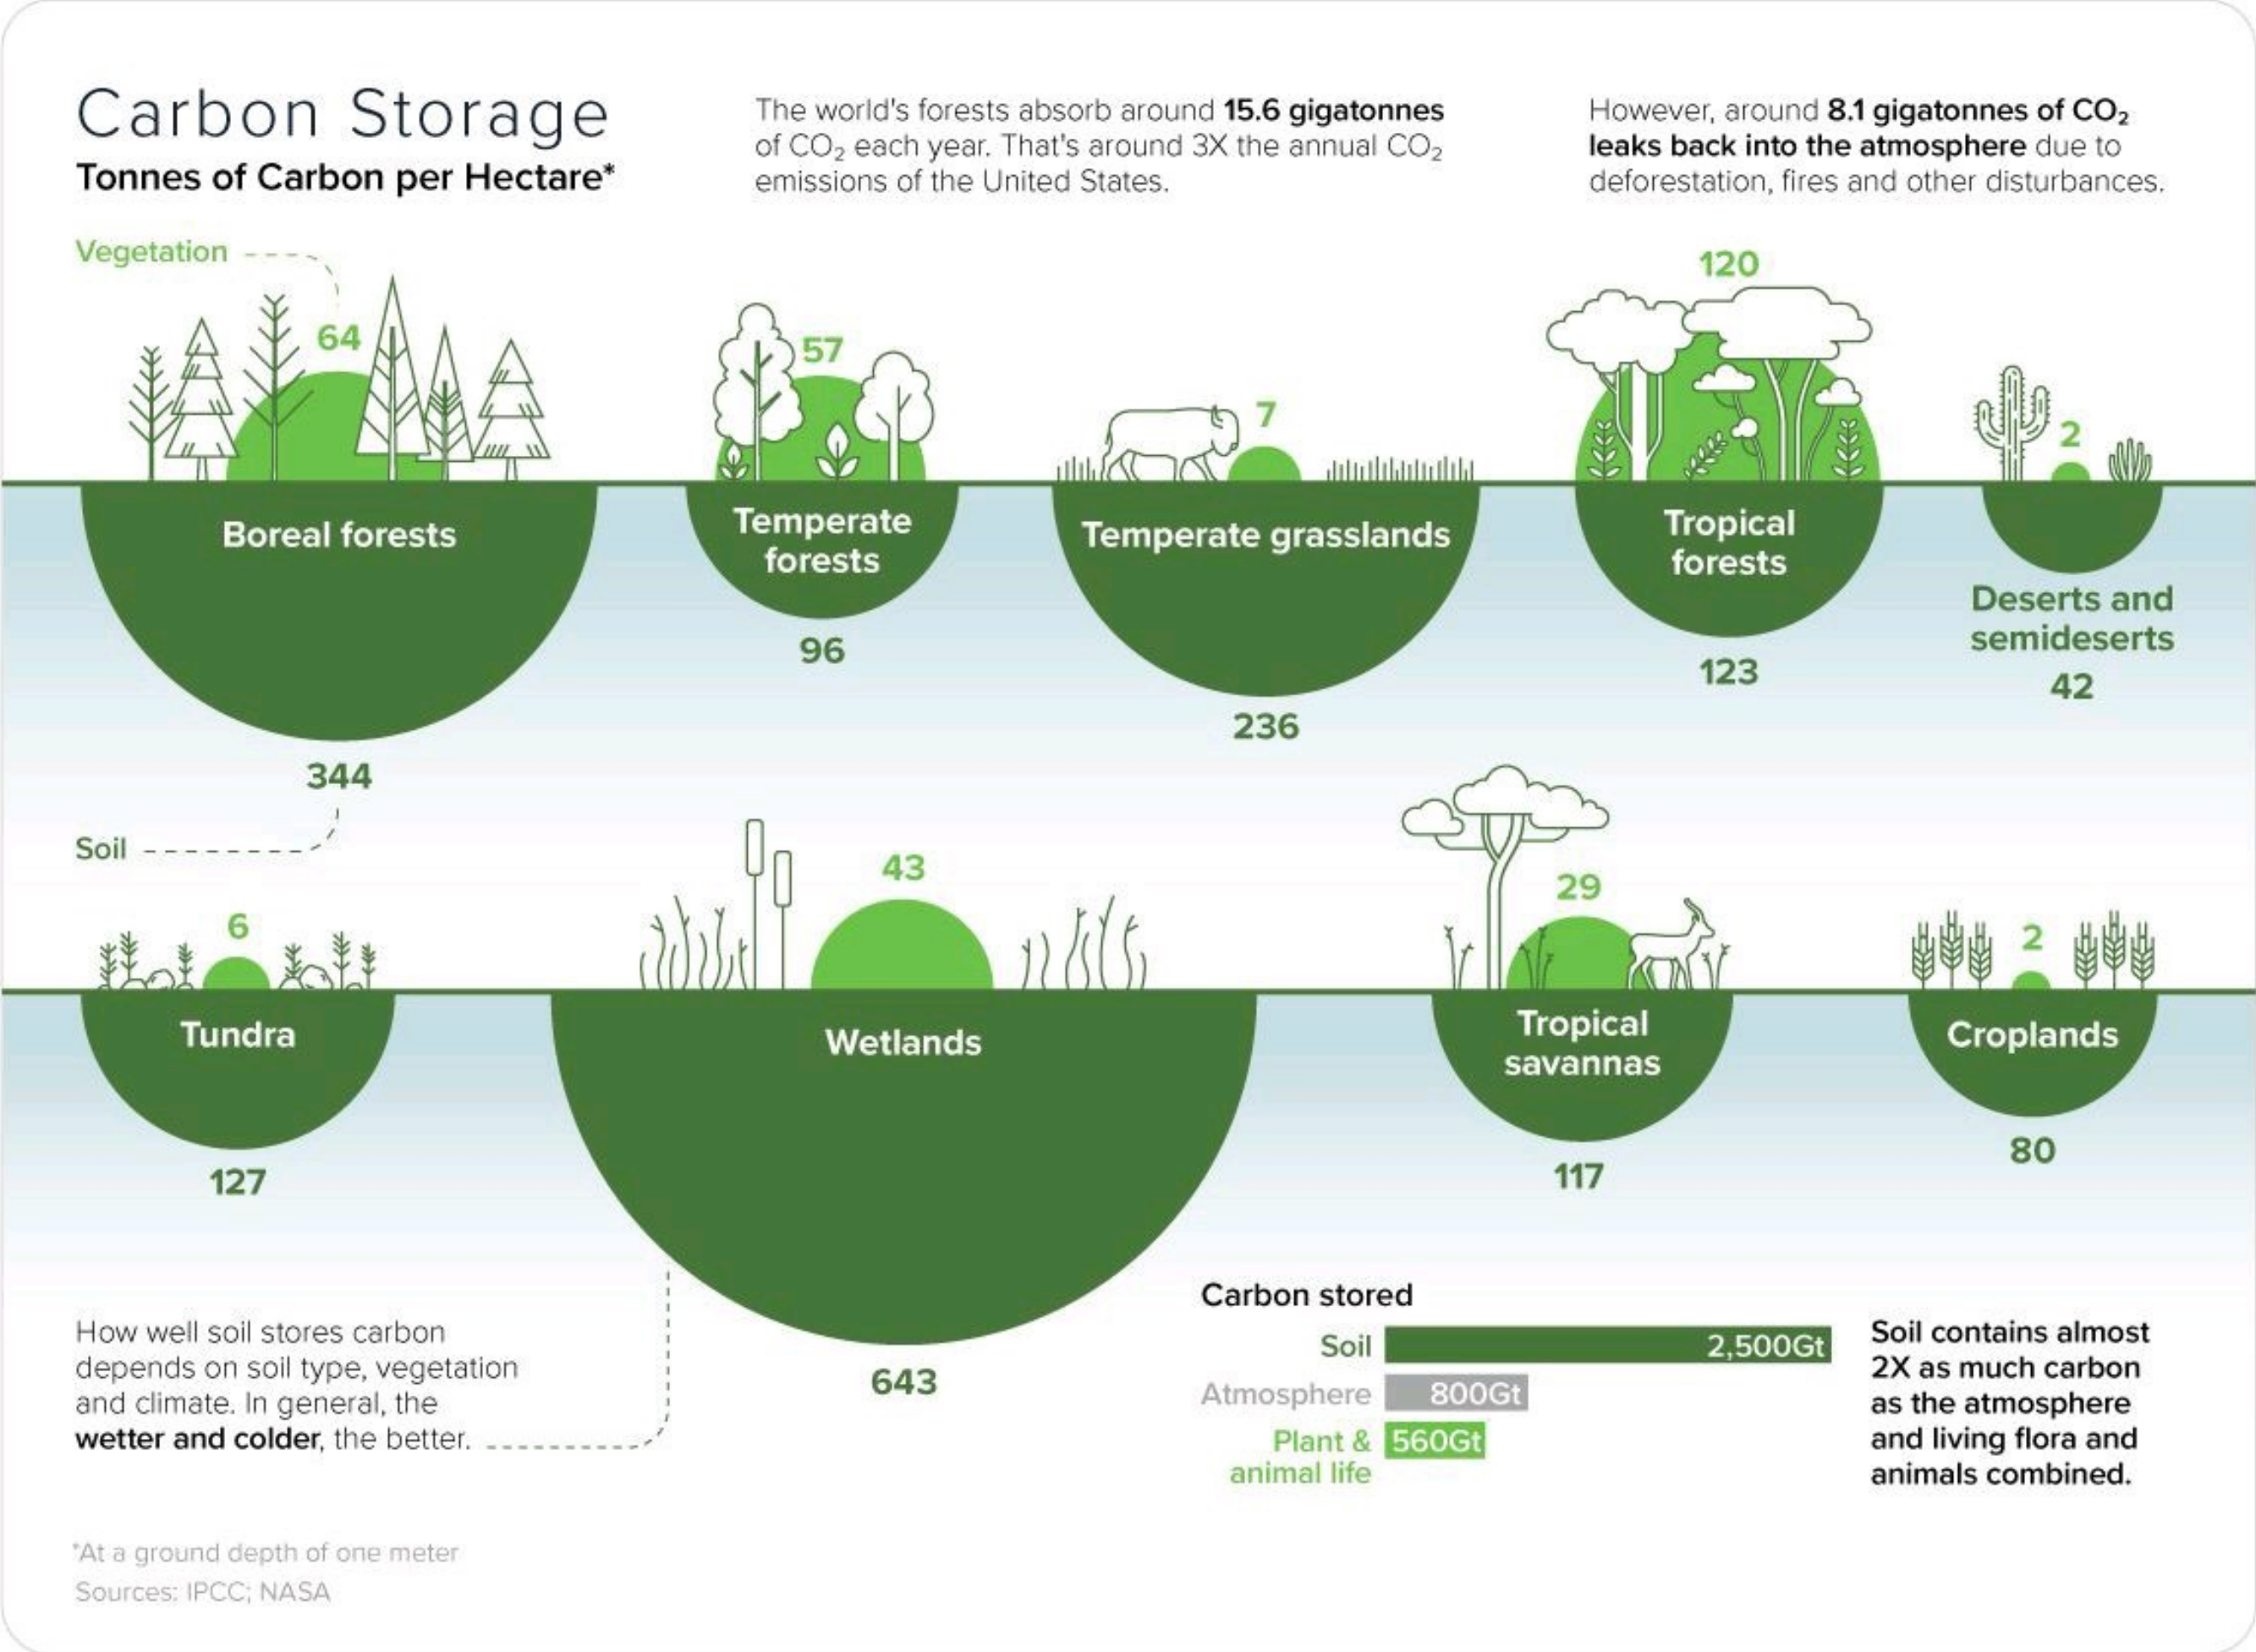 Carbon Storage
Tonnes of Carbon per Hectare*
The world's forests absorb around 15.6 gigatonnes
of CO₂ each year. That's around 3X the annual CO₂
emissions of the United States.
However, around 8.1 gigatonnes of CO₂
leaks back into the atmosphere due to
deforestation, fires and other disturbances.
Vegetation
64
57
7
120
2
Boreal forests
Temperate
forests
Temperate grasslands
Tropical
forests
Deserts and
semideserts
344
96
236
123
42
Soil
6
43
29
2
Tundra
Wetlands
Tropical
savannas
Croplands
127
643
117
80
How well soil stores carbon
depends on soil type, vegetation
and climate. In general, the
wetter and colder, the better.
Carbon stored
Soil
2,500Gt
Atmosphere
800Gt
Plant &
animal life
560Gt
Soil contains almost
2X as much carbon
as the atmosphere
and living flora and
animals combined.
*At a ground depth of one meter
Sources: IPCC; NASA